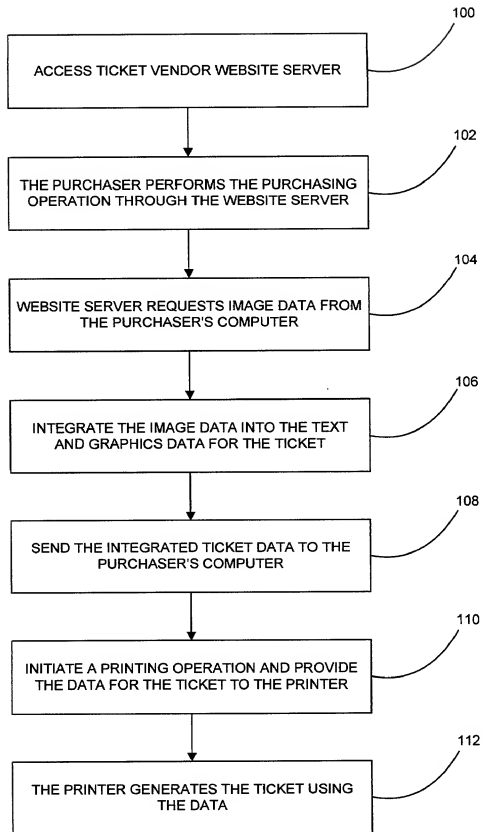 100
ACCESS TICKET VENDOR WEBSITE SERVER
102
THE PURCHASER PERFORMS THE PURCHASING
OPERATION THROUGH THE WEBSITE SERVER
104
WEBSITE SERVER REQUESTS IMAGE DATA FROM
THE PURCHASER'S COMPUTER
106
INTEGRATE THE IMAGE DATA INTO THE TEXT
AND GRAPHICS DATA FOR THE TICKET
108
SEND THE INTEGRATED TICKET DATA TO THE
PURCHASER'S COMPUTER
110
INITIATE A PRINTING OPERATION AND PROVIDE
THE DATA FOR THE TICKET TO THE PRINTER
112
THE PRINTER GENERATES THE TICKET USING
THE DATA